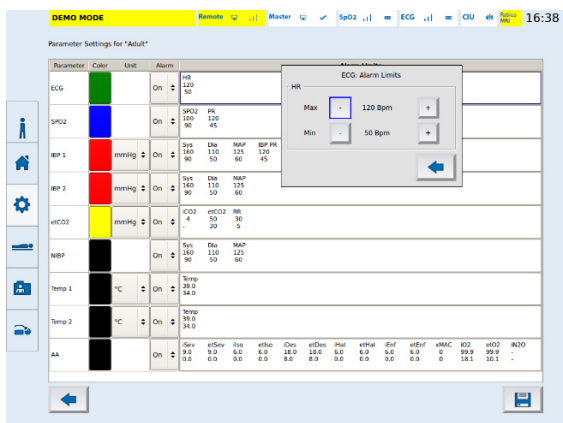 DEMO MODE Remote Master SpO2 ECG CIU MRI 16:38
Parameter Settings for "Adult"
Parameter Color Unit Alarm Alarm Limits
ECG On HR
120
50
SPO2 On SPO2 PR
100 120
90 45
IBP 1 mmHg On Sys Dia MAP IBP PR
160 110 125 120
90 50 60 45
IBP 2 mmHg On Sys Dia MAP
160 110 125
90 50 60
etCO2 mmHg On iCO2 etCO2 RR
4 50 30
- 30 5
NIBP On Sys Dia MAP
160 110 125
90 50 60
Temp 1 °C On Temp
39.0
34.0
Temp 2 °C On Temp
39.0
34.0
AA On iSev etSev iIso etIso iDes etDes iHal etHal iEnf etEnf xMAC iO2 etO2 iN2O
9.0 9.0 6.0 6.0 18.0 18.0 6.0 6.0 6.0 6.0 0 99.9 99.9 -
0.0 0.0 0.0 0.0 8.0 8.0 0.0 0.0 0.0 0.0 0 18.1 10.1 -
ECG: Alarm Limits
HR
Max - 120 Bpm +
Min - 50 Bpm +